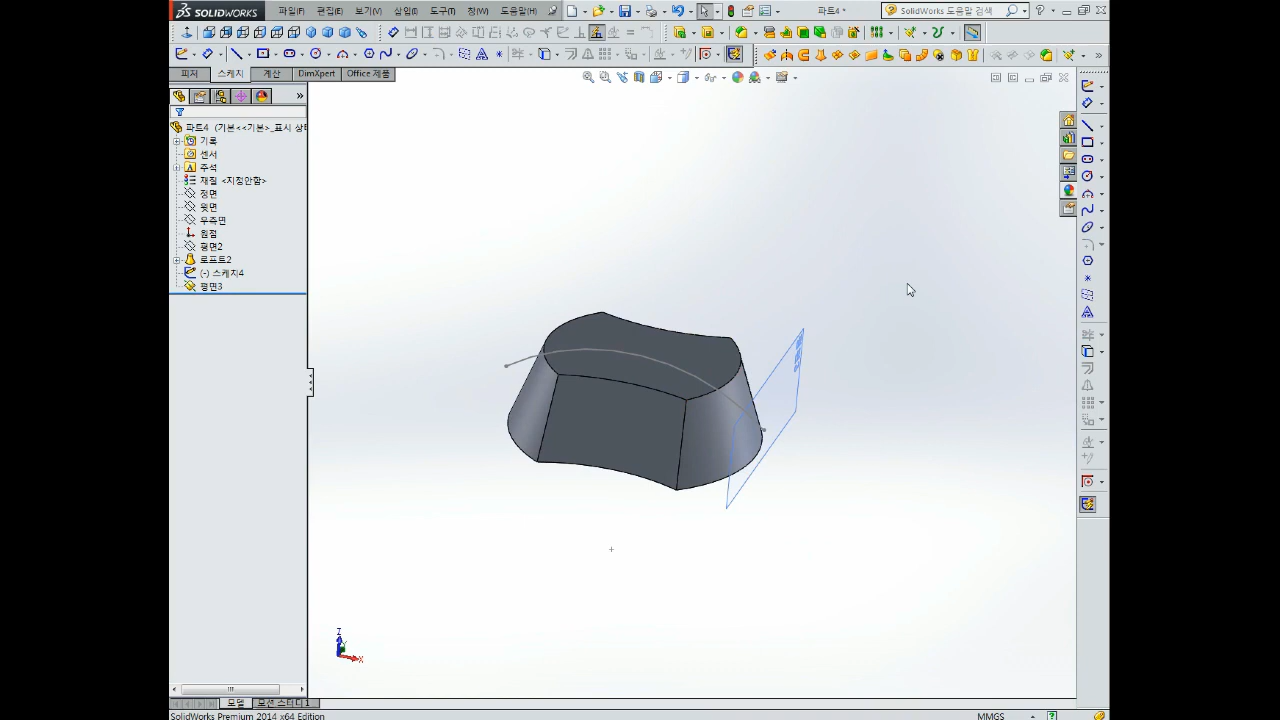 SOLIDWORKS 파일(F) 편집(E) 보기(V) 삽입(I) 도구(T) 창(W) 도움말(H) 파트4 * SolidWorks 도움말 검색
피처 스케치 계산 DimXpert Office 제품
파트4 (기본<<기본>_표시 상태
기록
센서
주석
재질 <지정안함>
정면
윗면
우측면
원점
평면2
로프트2
(-) 스케치4
평면3
Z
X
모델 모션 스터디 1
SolidWorks Premium 2014 x64 Edition MMGS